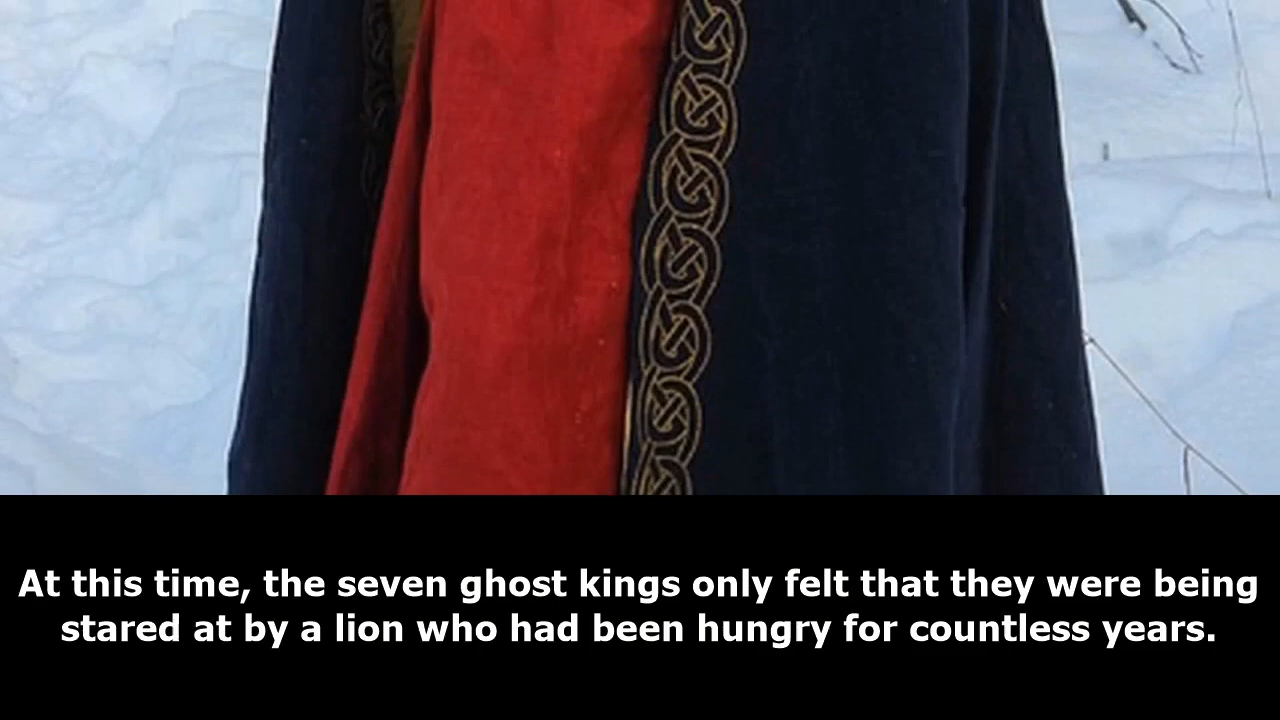 At this time, the seven ghost kings only felt that they were being
stared at by a lion who had been hungry for countless years.